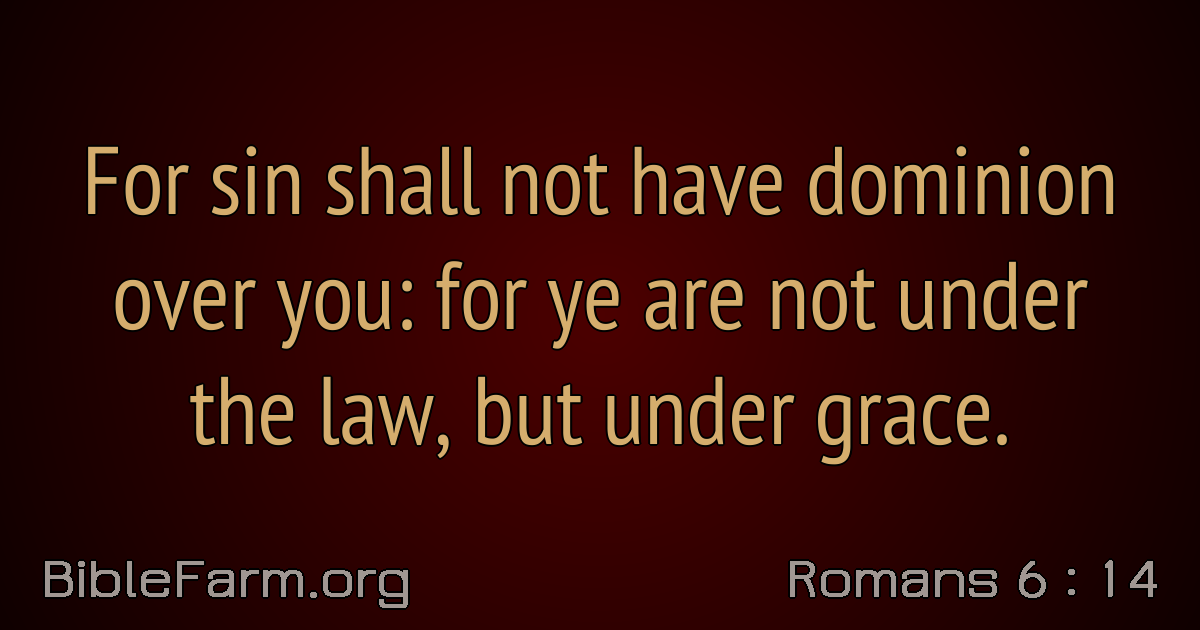 For sin shall not have dominion
over you: for ye are not under
the law, but under grace.
BibleFarm.org
Romans 6 : 14